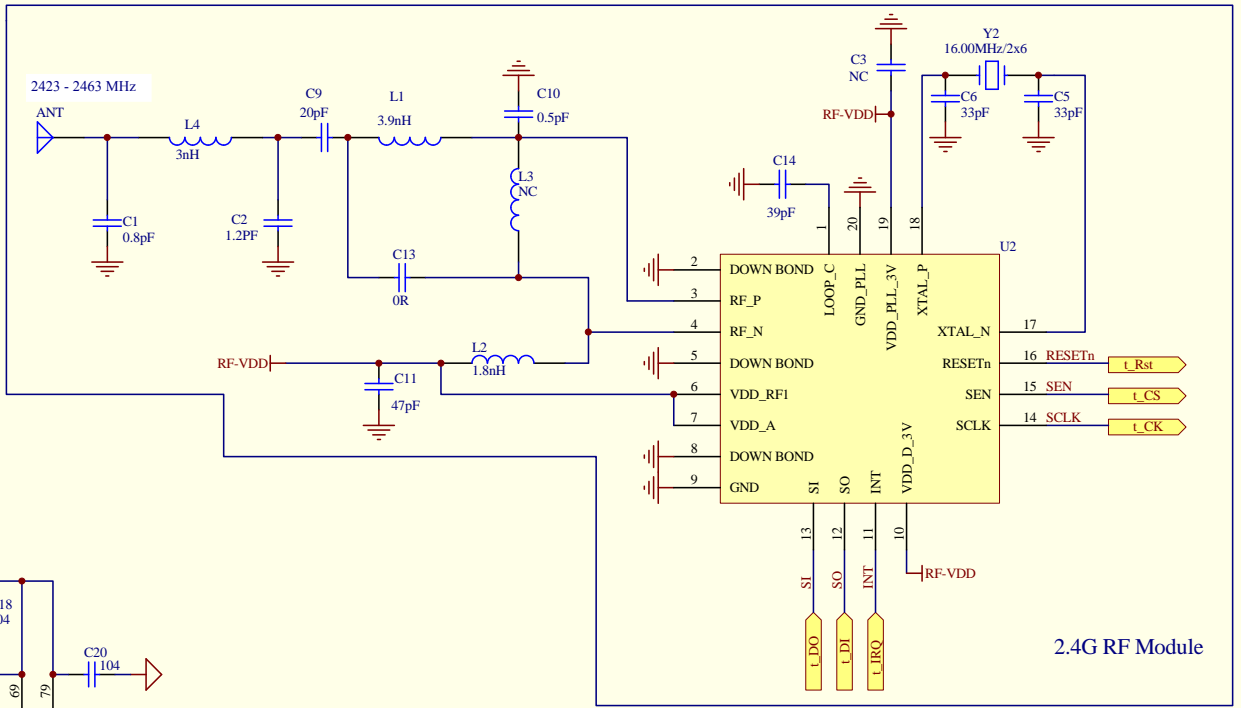 2423 - 2463 MHz
ANT
L4
3nH
C9
20pF
L1
3.9nH
C10
0.5pF
C3
NC
Y2
16.00MHz/2x6
C6
33pF
C5
33pF
RF-VDD
C1
0.8pF
C2
1.2PF
L3
NC
C14
39pF
C13
0R
RF-VDD
L2
1.8nH
C11
47pF
U2
1
20
19
18
LOOP_C
GND_PLL
VDD_PLL_3V
XTAL_P
2
DOWN BOND
3
RF_P
4
RF_N
5
DOWN BOND
6
VDD_RF1
7
VDD_A
8
DOWN BOND
9
GND
XTAL_N
17
RESETn
16
RESETn
t_Rst
SEN
15
SEN
t_CS
SCLK
14
SCLK
t_CK
SI
SO
INT
VDD_D_3V
13
12
11
10
SI
SO
INT
RF-VDD
t_DO
t_DI
t_IRQ
2.4G RF Module
18
04
C20
104
69
79